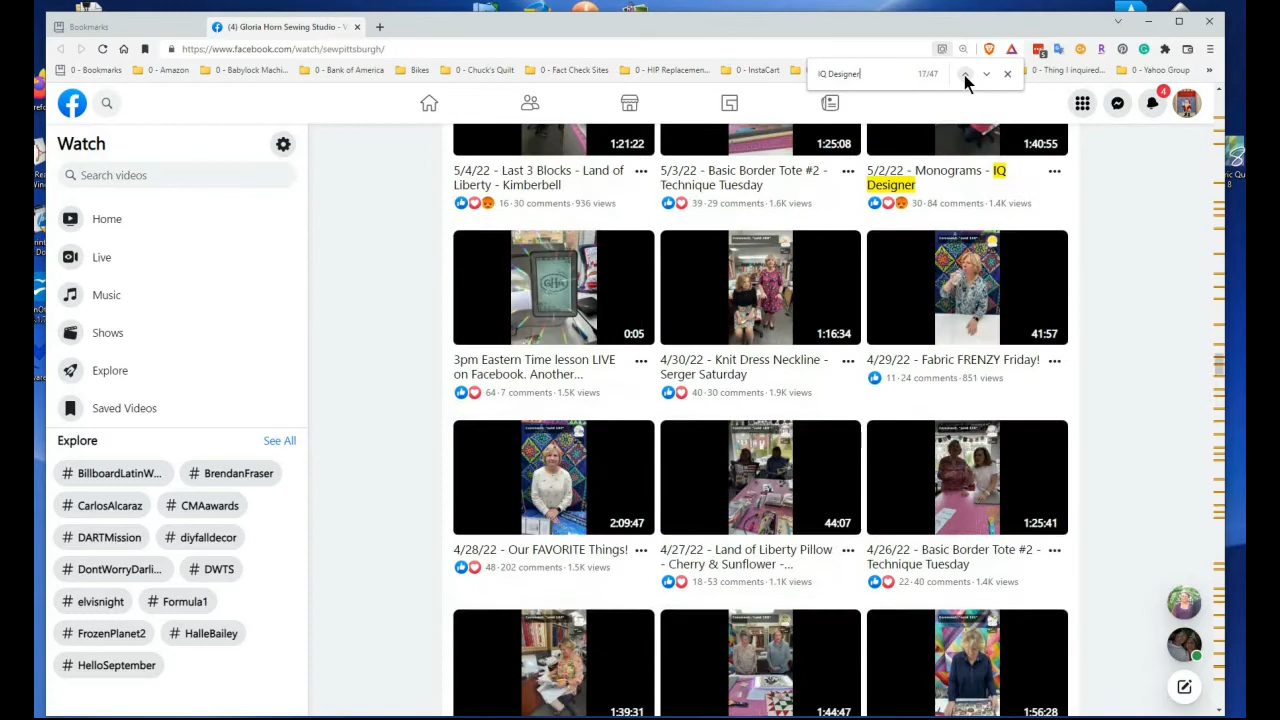 Bookmarks
(4) Gloria Horn Sewing Studio - V
https://www.facebook.com/watch/sewpittsburgh/
0 - Bookmarks
0 - Amazon
0 - Babylock Machi...
0 - Bank of America
Bikes
0 - Chuck's Quilt
0 - Fact Check Sites
0 - HIP Replacemen...
0 - InstaCart
0 - Thing I inquired...
0 - Yahoo Group
IQ Designer
17/47
4
Watch
Search videos
Home
Live
Music
Shows
Explore
Saved Videos
Explore
See All
# BillboardLatinW...
# BrendanFraser
# CarlosAlcaraz
# CMAawards
# DARTMission
# diyfalldecor
# DontWorryDarli...
# DWTS
# elvisnight
# Formula1
# FrozenPlanet2
# HalleBailey
# HelloSeptember
1:21:22
5/4/22 - Last 3 Blocks - Land of
Liberty - Kimberbell
16·30 comments·936 views
1:25:08
5/3/22 - Basic Border Tote #2 -
Technique Tuesday
39·29 comments·1.6K views
1:40:55
5/2/22 - Monograms - IQ
Designer
30·84 comments·1.4K views
0:05
3pm Eastern Time lesson LIVE
on Facebook. Another...
64·7 comments·1.5K views
1:16:34
4/30/22 - Knit Dress Neckline -
Serger Saturday
40·30 comments·1.9K views
41:57
4/29/22 - Fabric FRENZY Friday!
11·24 comments·851 views
2:09:47
4/28/22 - Our FAVORITE Things!
48·202 comments·1.5K views
44:07
4/27/22 - Land of Liberty Pillow
- Cherry & Sunflower -...
18·53 comments·1.1K views
1:25:41
4/26/22 - Basic Border Tote #2 -
Technique Tuesday
22·40 comments·1.4K views
1:39:31
1:44:47
1:56:28